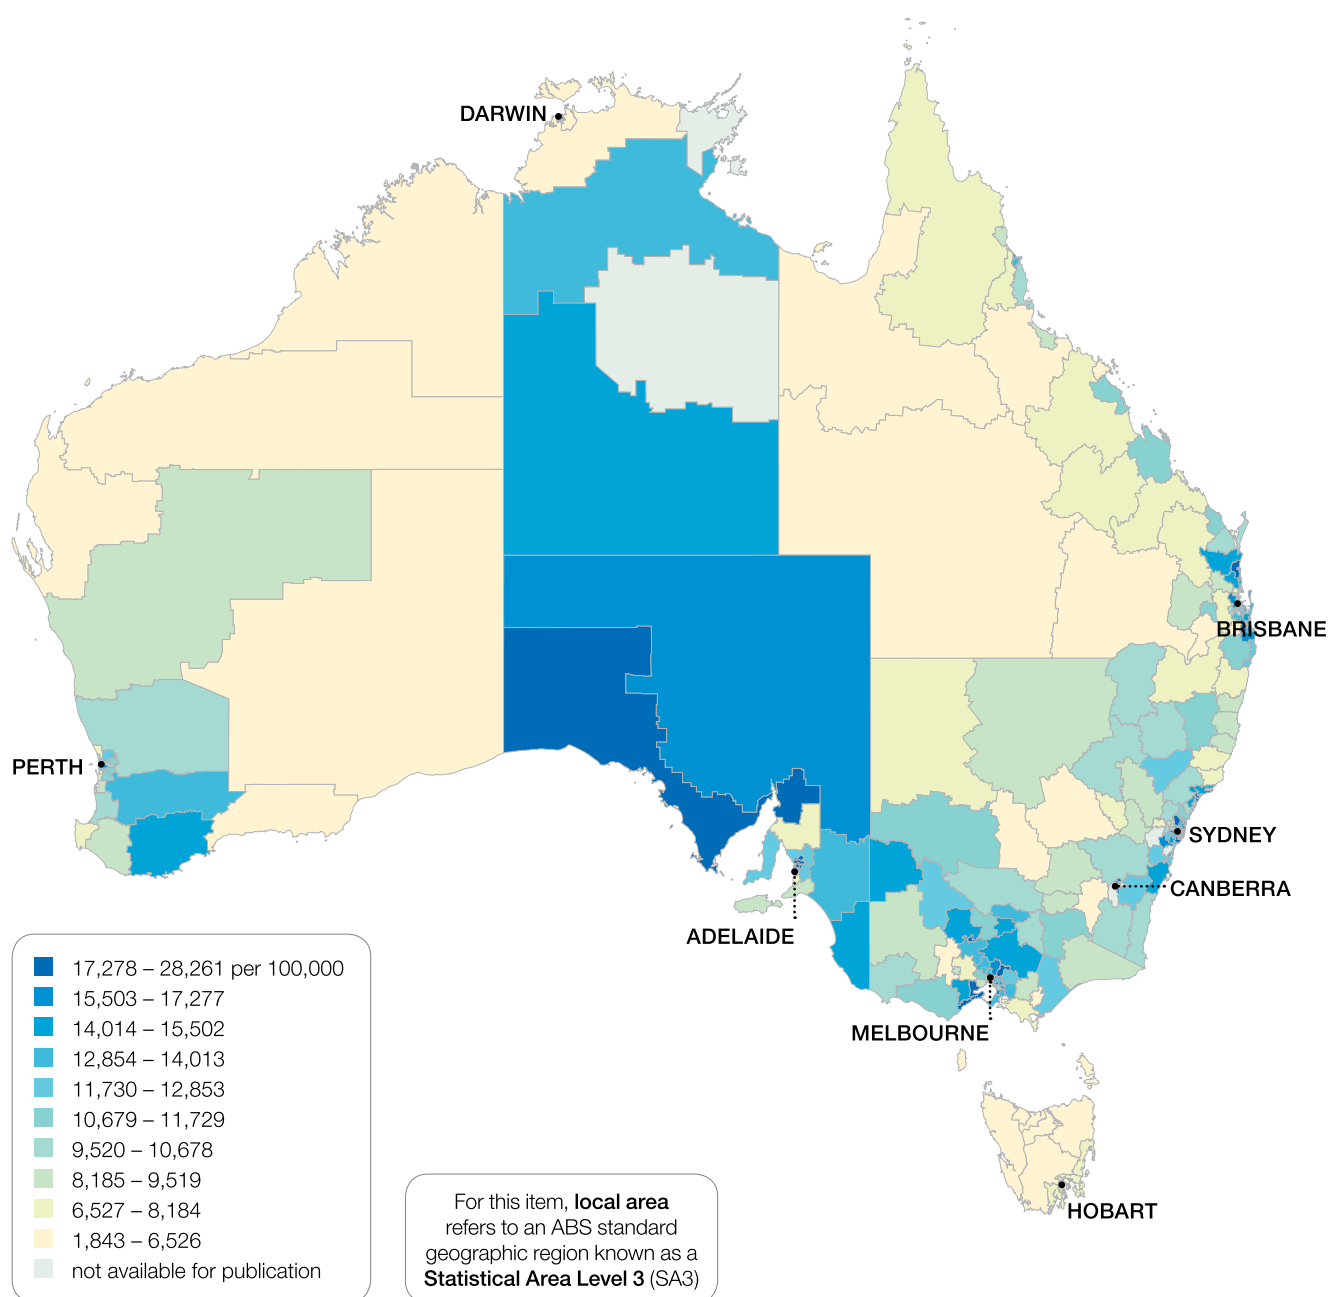 DARWIN
BRISBANE
PERTH
SYDNEY
CANBERRA
ADELAIDE
MELBOURNE
HOBART
17,278 – 28,261 per 100,000
15,503 – 17,277
14,014 – 15,502
12,854 – 14,013
11,730 – 12,853
10,679 – 11,729
9,520 – 10,678
8,185 – 9,519
6,527 – 8,184
1,843 – 6,526
not available for publication
For this item, local area
refers to an ABS standard
geographic region known as a
Statistical Area Level 3 (SA3)